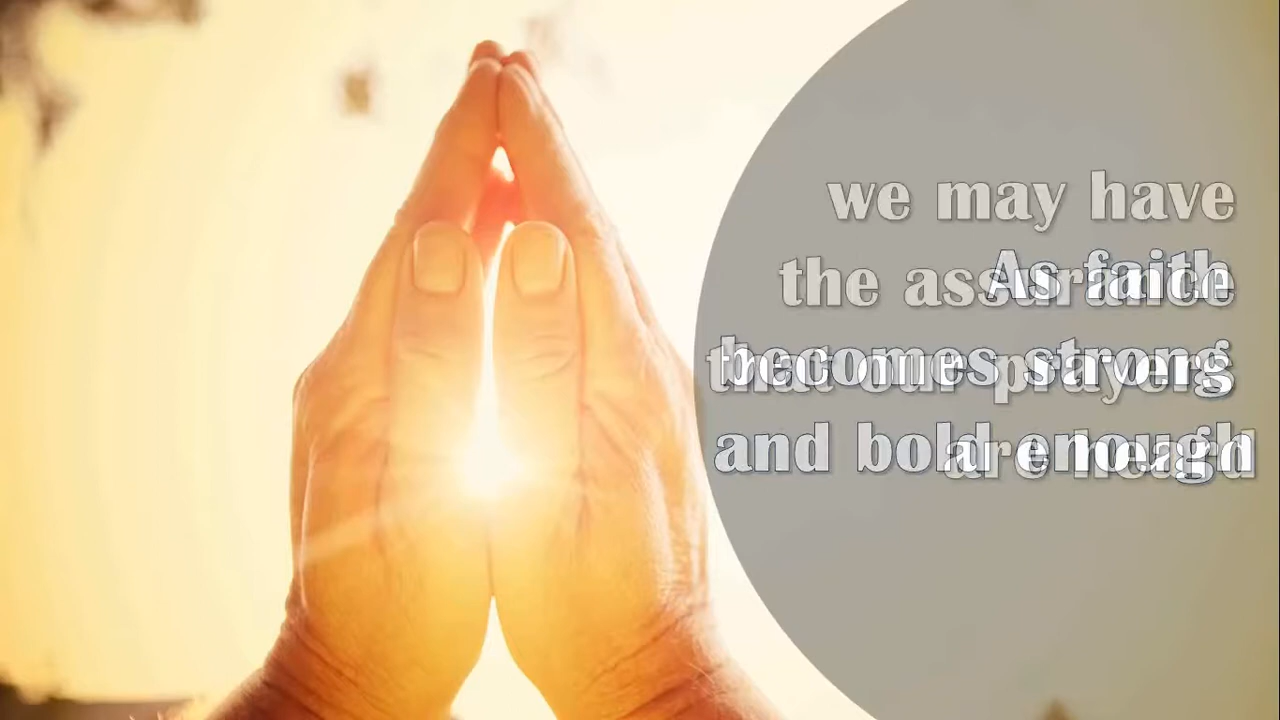 As faith
becomes strong
and bold enough
we may have
the assurance
that our prayers
are heard